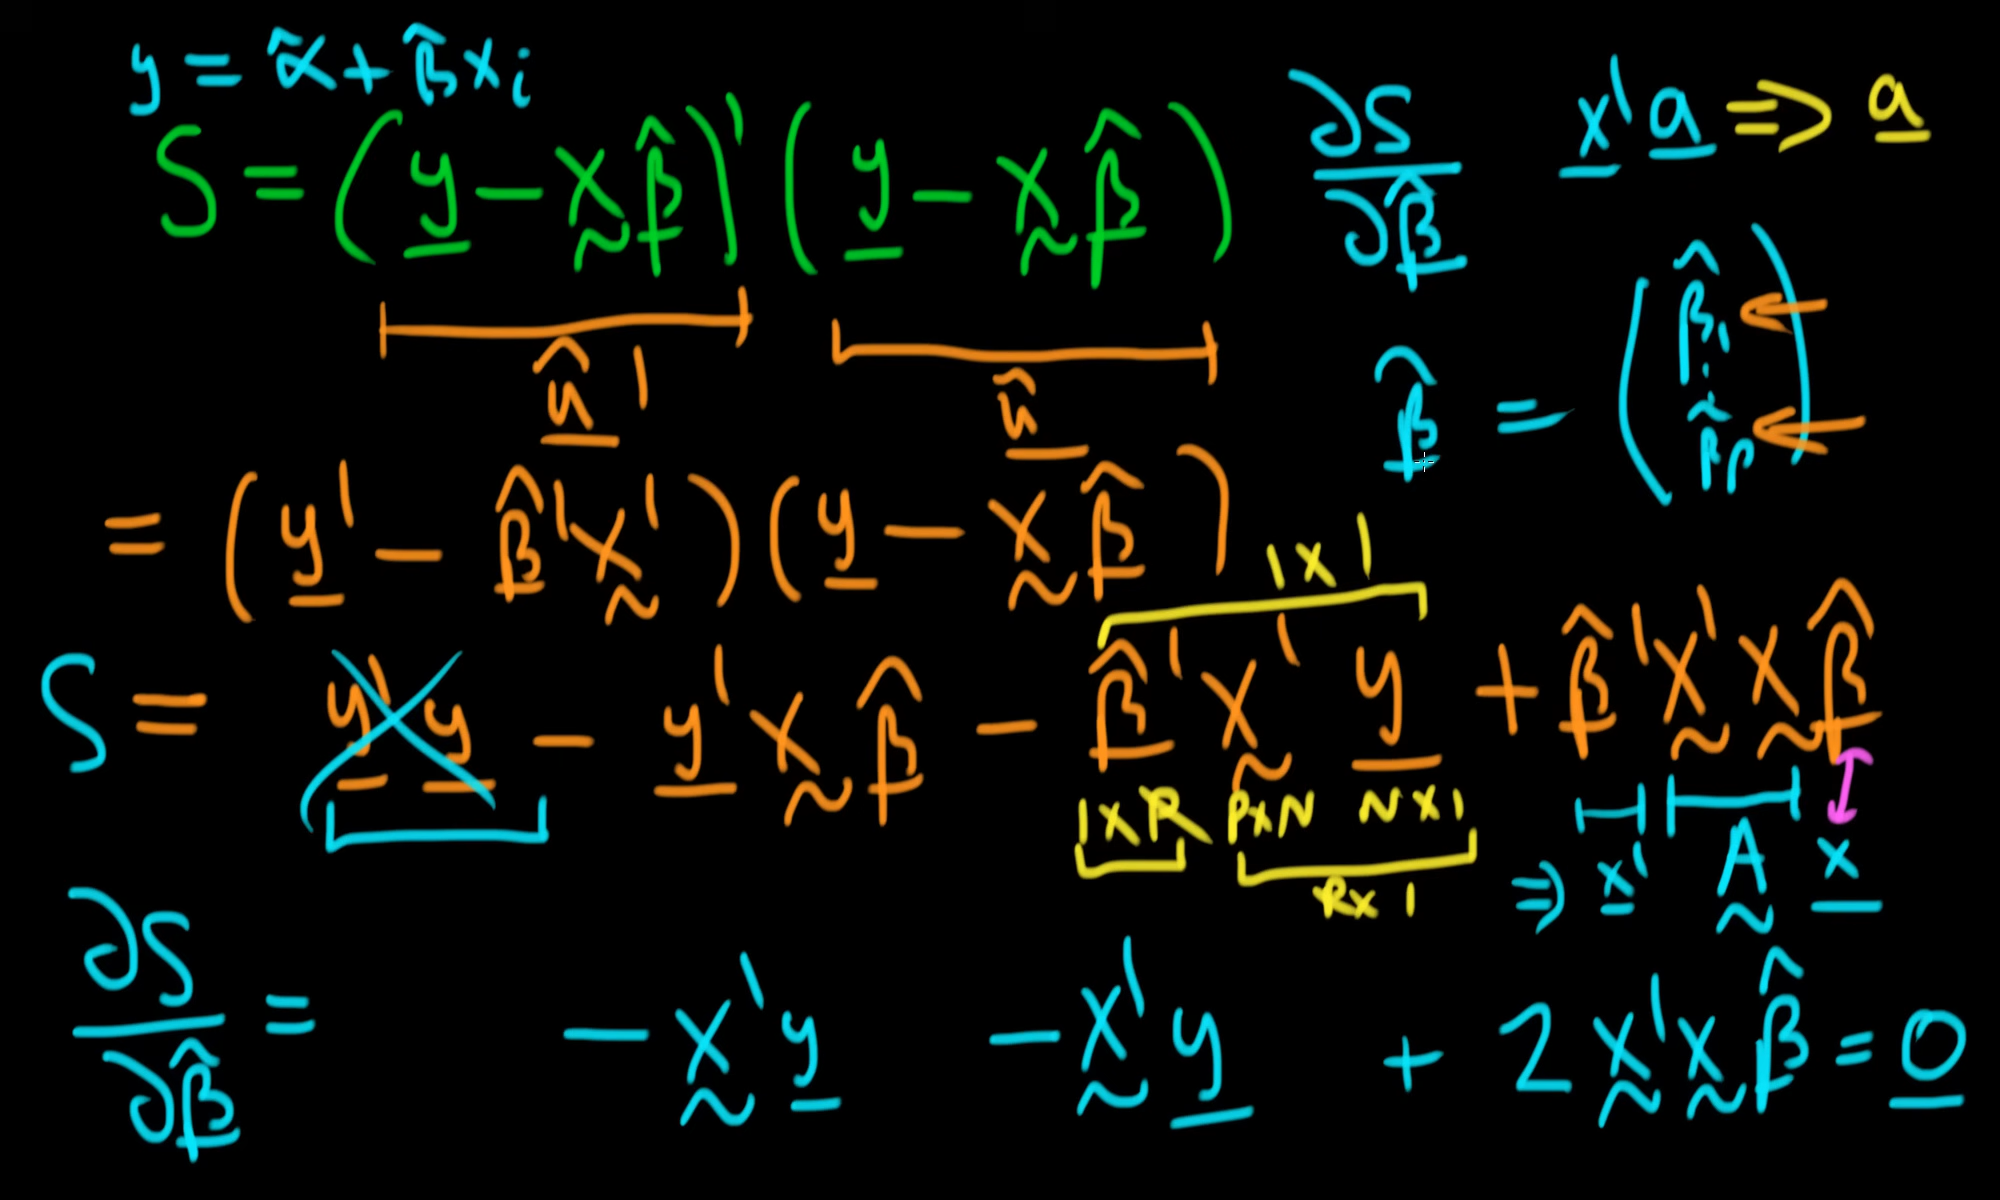 y = α̂ + β̂xᵢ
S = (y − Xβ̂)' (y − Xβ̂)
∂S/∂β̂
x'a ⇒ a
û' û
β̂ = (β̂₁ ⋮ β̂p)
= (y' − β̂'X')(y − Xβ̂)
1x1
S = y'y − y'Xβ̂ − β̂'X'y + β̂'X'Xβ̂
1xP PxN Nx1
Px1
⇒ x' A x
∂S/∂β̂ = −X'y −X'y + 2X'Xβ̂ = 0